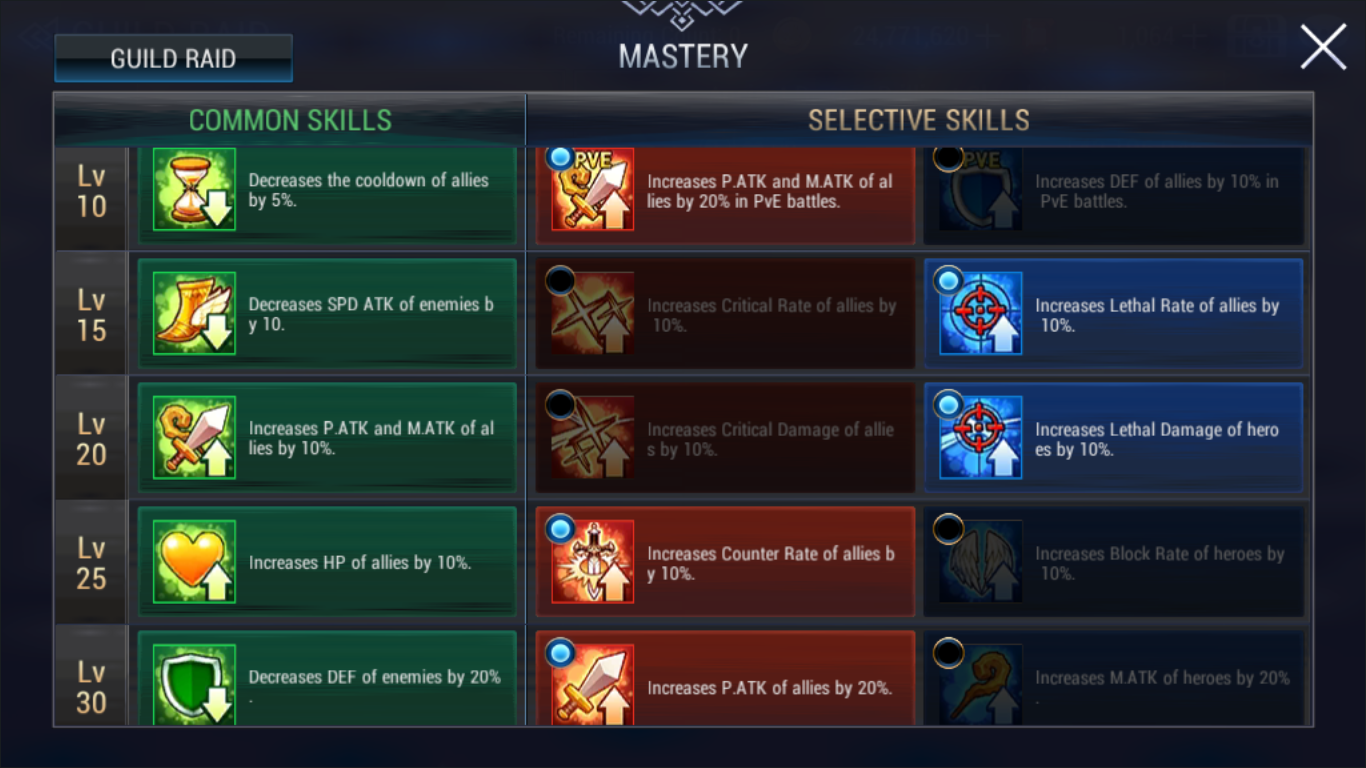 GUILD RAID
MASTERY
COMMON SKILLS
SELECTIVE SKILLS
Lv
10
Decreases the cooldown of allies
by 5%.
PVE
Increases P.ATK and M.ATK of al
lies by 20% in PvE battles.
PVE
Increases DEF of allies by 10% in
PvE battles.
Lv
15
Decreases SPD ATK of enemies b
y 10.
Increases Critical Rate of allies by
10%.
Increases Lethal Rate of allies by
10%.
Lv
20
Increases P.ATK and M.ATK of al
lies by 10%.
Increases Critical Damage of allie
s by 10%.
Increases Lethal Damage of hero
es by 10%.
Lv
25
Increases HP of allies by 10%.
Increases Counter Rate of allies b
y 10%.
Increases Block Rate of heroes by
10%.
Lv
30
Decreases DEF of enemies by 20%
.
Increases P.ATK of allies by 20%.
Increases M.ATK of heroes by 20%
.